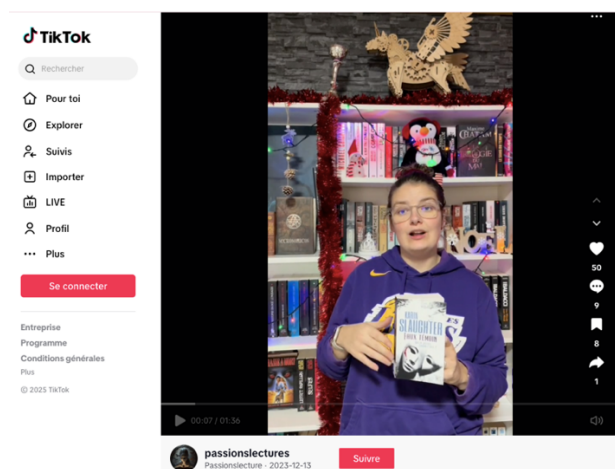 TikTok
Rechercher
Pour toi
Explorer
Suivis
Importer
LIVE
Profil
Plus
Se connecter
Entreprise
Programme
Conditions générales
Plus
© 2025 TikTok
SLAUGHTER
50
9
8
1
00:07 / 01:36
passionslectures
Passionslecture · 2023-12-13
Suivre